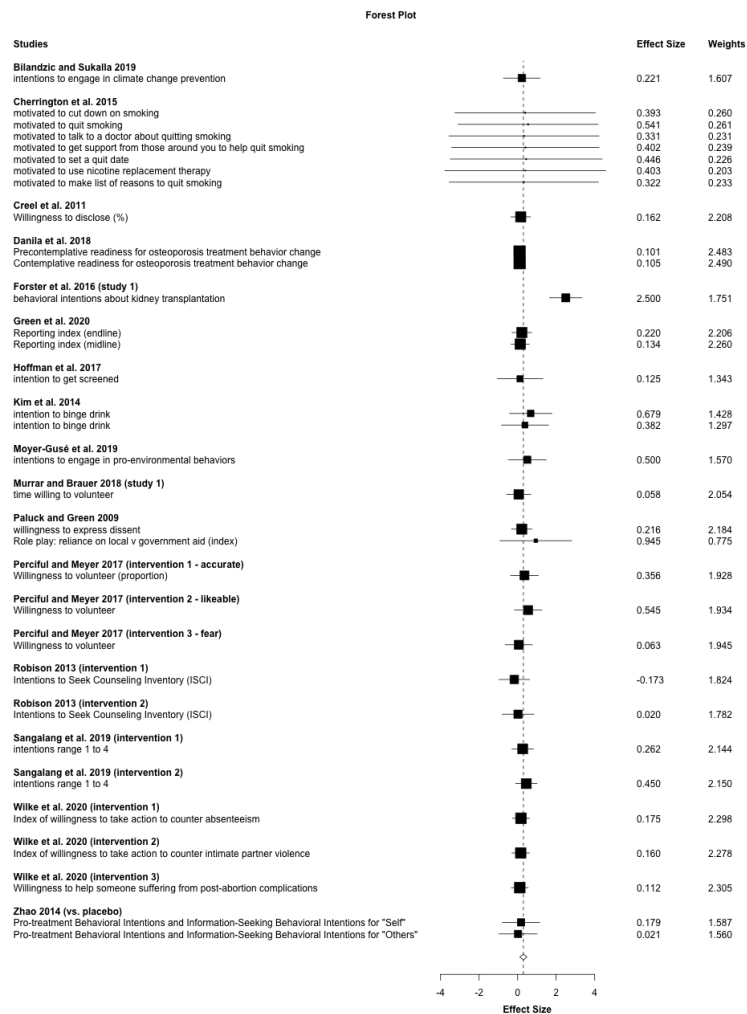 Forest Plot
Studies Effect Size Weights
Bilandzic and Sukalla 2019
intentions to engage in climate change prevention 0.221 1.607
Cherrington et al. 2015
motivated to cut down on smoking 0.393 0.260
motivated to quit smoking 0.541 0.261
motivated to talk to a doctor about quitting smoking 0.331 0.231
motivated to get support from those around you to help quit smoking 0.402 0.239
motivated to set a quit date 0.446 0.226
motivated to use nicotine replacement therapy 0.403 0.203
motivated to make list of reasons to quit smoking 0.322 0.233
Creel et al. 2011
Willingness to disclose (%) 0.162 2.208
Danila et al. 2018
Precontemplative readiness for osteoporosis treatment behavior change 0.101 2.483
Contemplative readiness for osteoporosis treatment behavior change 0.105 2.490
Forster et al. 2016 (study 1)
behavioral intentions about kidney transplantation 2.500 1.751
Green et al. 2020
Reporting index (endline) 0.220 2.206
Reporting index (midline) 0.134 2.260
Hoffman et al. 2017
intention to get screened 0.125 1.343
Kim et al. 2014
intention to binge drink 0.679 1.428
intention to binge drink 0.382 1.297
Moyer-Gusé et al. 2019
intentions to engage in pro-environmental behaviors 0.500 1.570
Murrar and Brauer 2018 (study 1)
time willing to volunteer 0.058 2.054
Paluck and Green 2009
willingness to express dissent 0.216 2.184
Role play: reliance on local v government aid (index) 0.945 0.775
Perciful and Meyer 2017 (intervention 1 - accurate)
Willingness to volunteer (proportion) 0.356 1.928
Perciful and Meyer 2017 (intervention 2 - likeable)
Willingness to volunteer 0.545 1.934
Perciful and Meyer 2017 (intervention 3 - fear)
Willingness to volunteer 0.063 1.945
Robison 2013 (intervention 1)
Intentions to Seek Counseling Inventory (ISCI) -0.173 1.824
Robison 2013 (intervention 2)
Intentions to Seek Counseling Inventory (ISCI) 0.020 1.782
Sangalang et al. 2019 (intervention 1)
intentions range 1 to 4 0.262 2.144
Sangalang et al. 2019 (intervention 2)
intentions range 1 to 4 0.450 2.150
Wilke et al. 2020 (intervention 1)
Index of willingness to take action to counter absenteeism 0.175 2.298
Wilke et al. 2020 (intervention 2)
Index of willingness to take action to counter intimate partner violence 0.160 2.278
Wilke et al. 2020 (intervention 3)
Willingness to help someone suffering from post-abortion complications 0.112 2.305
Zhao 2014 (vs. placebo)
Pro-treatment Behavioral Intentions and Information-Seeking Behavioral Intentions for "Self" 0.179 1.587
Pro-treatment Behavioral Intentions and Information-Seeking Behavioral Intentions for "Others" 0.021 1.560
-4 -2 0 2 4
Effect Size